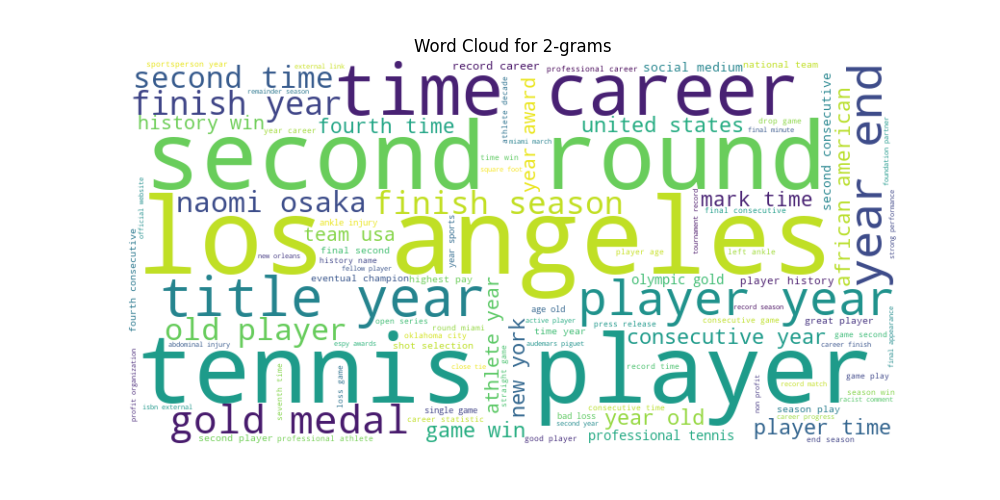 Word Cloud for 2-grams
sportsperson year
external link
record career
professional career
social medium
national team
second time
remainder season
time career
finish year
athlete decade
year award
second consecutive
african american
year end
history win
year career
fourth time
miami march
united states
drop game
final minute
foundation partner
second round
time win
square foot
official website
naomi osaka
finish season
mark time
final consecutive
tournament record
strong performance
los angeles
ankle injury
team usa
final second
new orleans
history name
fellow player
year sports
player age
left ankle
fourth consecutive
eventual champion
highest pay
olympic gold
player history
title year
athlete year
player year
age old
record season
old player
open series
round miami
active player
press release
consecutive game
great player
final appearance
oklahoma city
espy awards
abdominal injury
shot selection
new york
time year
audemars piguet
consecutive year
game second
career finish
tennis player
profit organization
seventh time
loss game
close tie
straight game
record time
non profit
game play
record match
season win
racist comment
isbn external
gold medal
single game
career statistic
consecutive time
bad loss
second year
year old
season play
career progress
player time
second player
professional athlete
game win
good player
professional tennis
end season